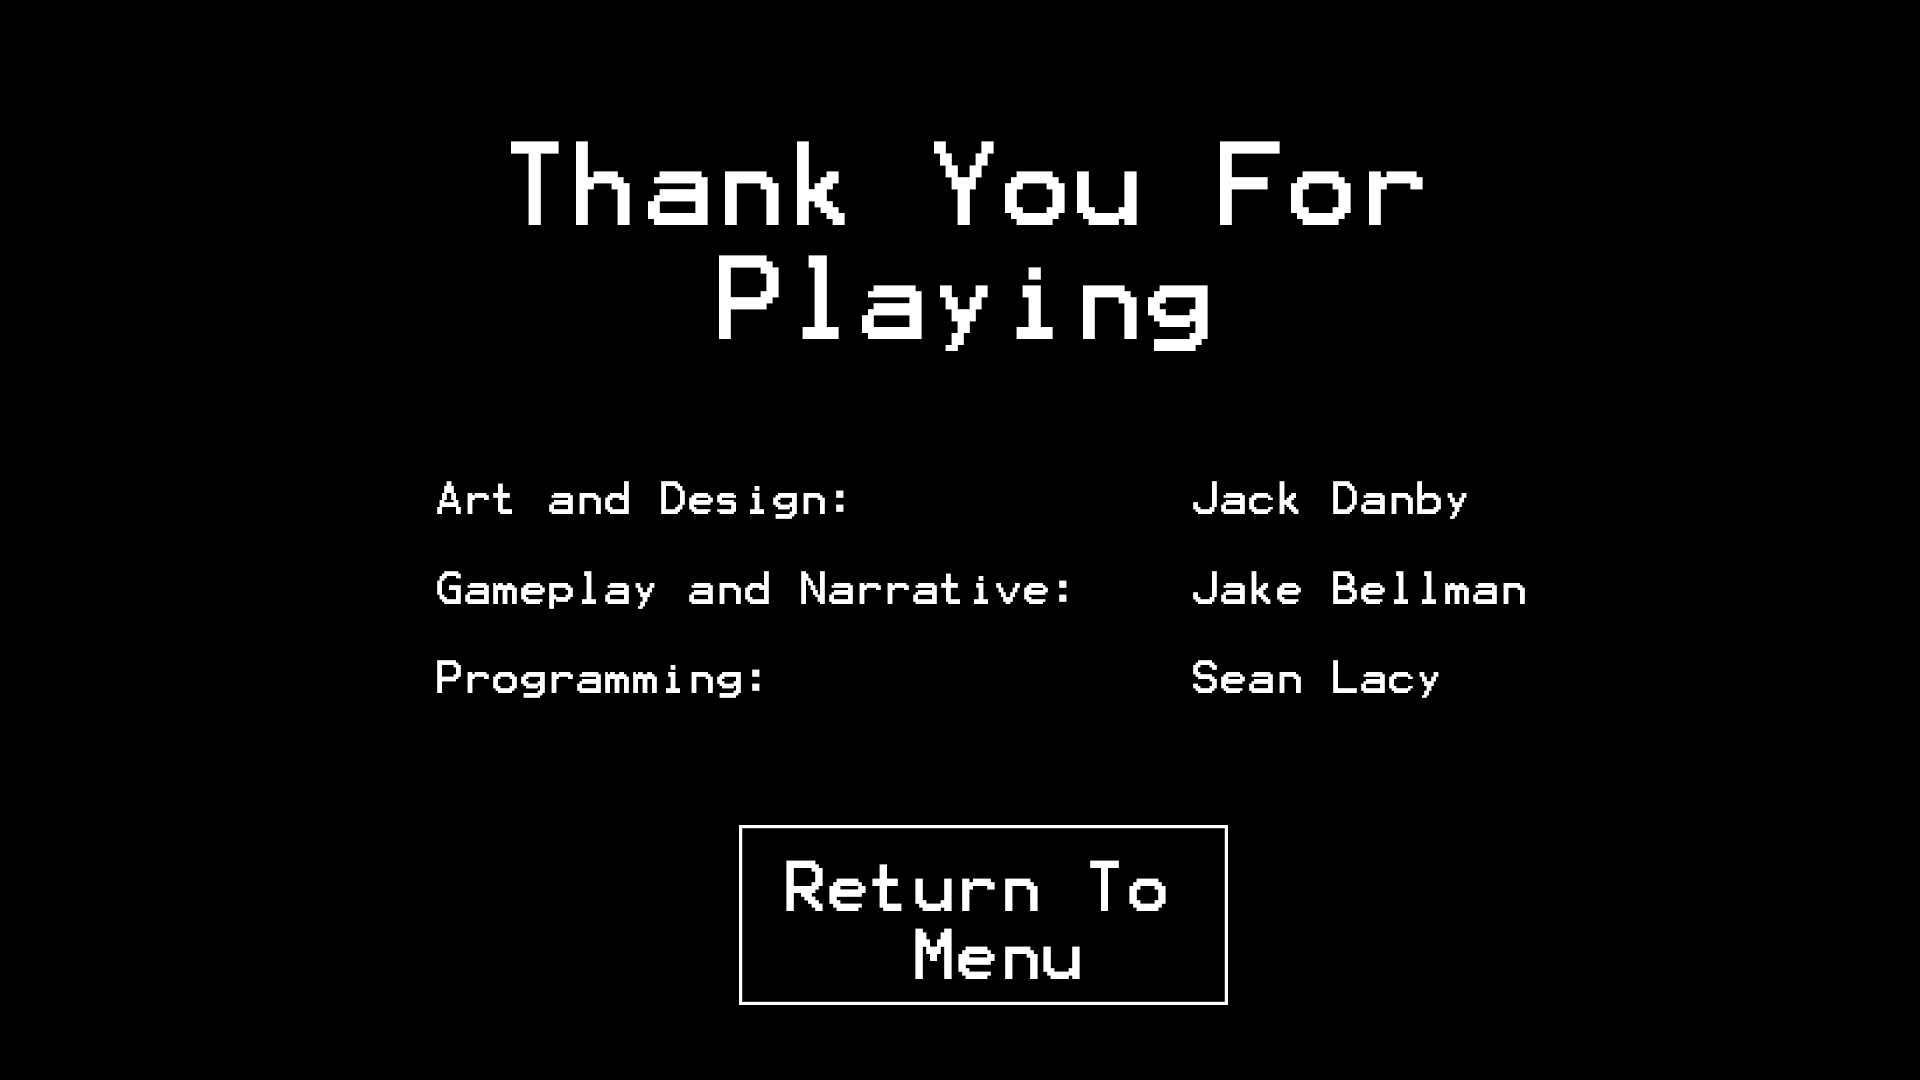 Thank You For
Playing
Art and Design: Jack Danby
Gameplay and Narrative: Jake Bellman
Programming: Sean Lacy
Return To
Menu